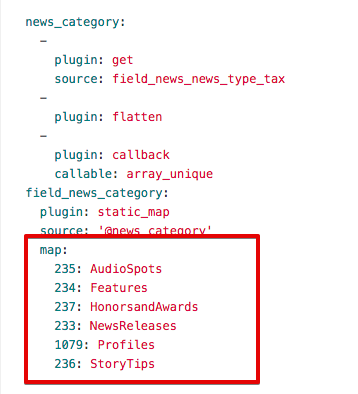 news_category:
-
plugin: get
source: field_news_news_type_tax
-
plugin: flatten
-
plugin: callback
callable: array_unique
field_news_category:
plugin: static_map
source: '@news_category'
map:
235: AudioSpots
234: Features
237: HonorsandAwards
233: NewsReleases
1079: Profiles
236: StoryTips